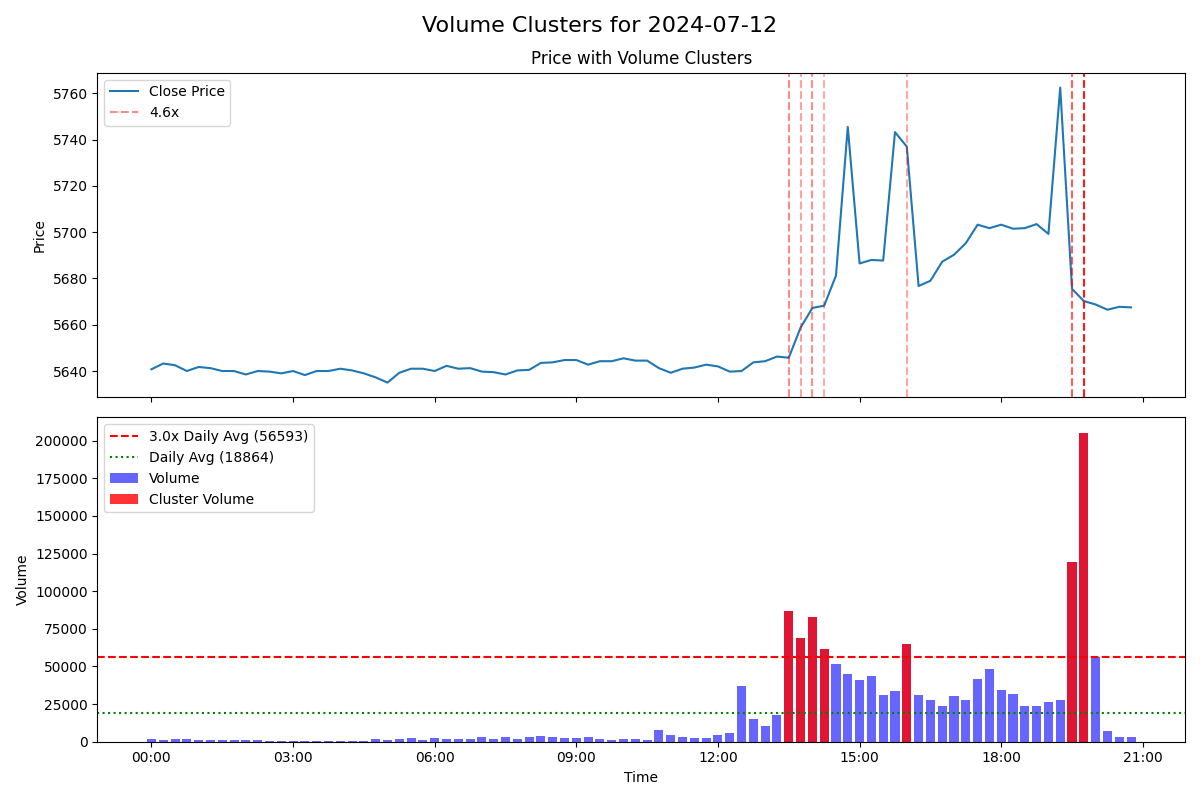 Volume Clusters for 2024-07-12
Price with Volume Clusters
Close Price
4.6x
5760
5740
5720
5700
5680
5660
5640
Price
3.0x Daily Avg (56593)
Daily Avg (18864)
Volume
Cluster Volume
200000
175000
150000
125000
100000
75000
50000
25000
0
Volume
00:00 03:00 06:00 09:00 12:00 15:00 18:00 21:00
Time